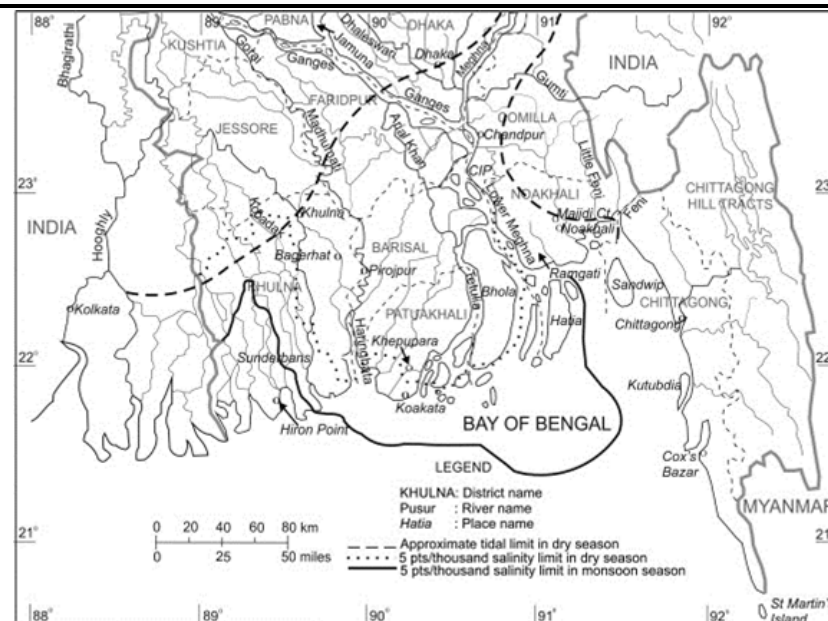 88° 89° 90° 91° 92°
PABNA
DHAKA
Dhaleswari
Jamuna
Dhaka
KUSHTIA
Gorai
Ganges
Meghna
INDIA
Bhagirathi
FARIDPUR
Ganges
Gumti
COMILLA
Chandpur
JESSORE
Madhumati
Arial Khan
Little Feni
CIP
23° 23
NOAKHALI
CHITTAGONG
HILL TRACTS
INDIA
Hooghly
Khulna
Lower Meghna
Majidi Ct.
Noakhali
Feni
BARISAL
Bagerhat
Pirojpur
Ramgati
Sandwip
KHULNA
Tetulia
Bhola
CHITTAGONG
Kolkata
PATUAKHALI
Hatia
Chittagong
Khepupara
Haringbata
22° 22
Sunderbans
Kutubdia
Koakata
BAY OF BENGAL
Hiron Point
Cox's
Bazar
LEGEND
KHULNA: District name
Pusur : River name
Hatia : Place name
MYANMAR
21° 21
0 20 40 60 80 km
0 25 50 miles
Approximate tidal limit in dry season
5 pts/thousand salinity limit in dry season
5 pts/thousand salinity limit in monsoon season
88° 89° 90° 91° 92°
St Martin'
Island